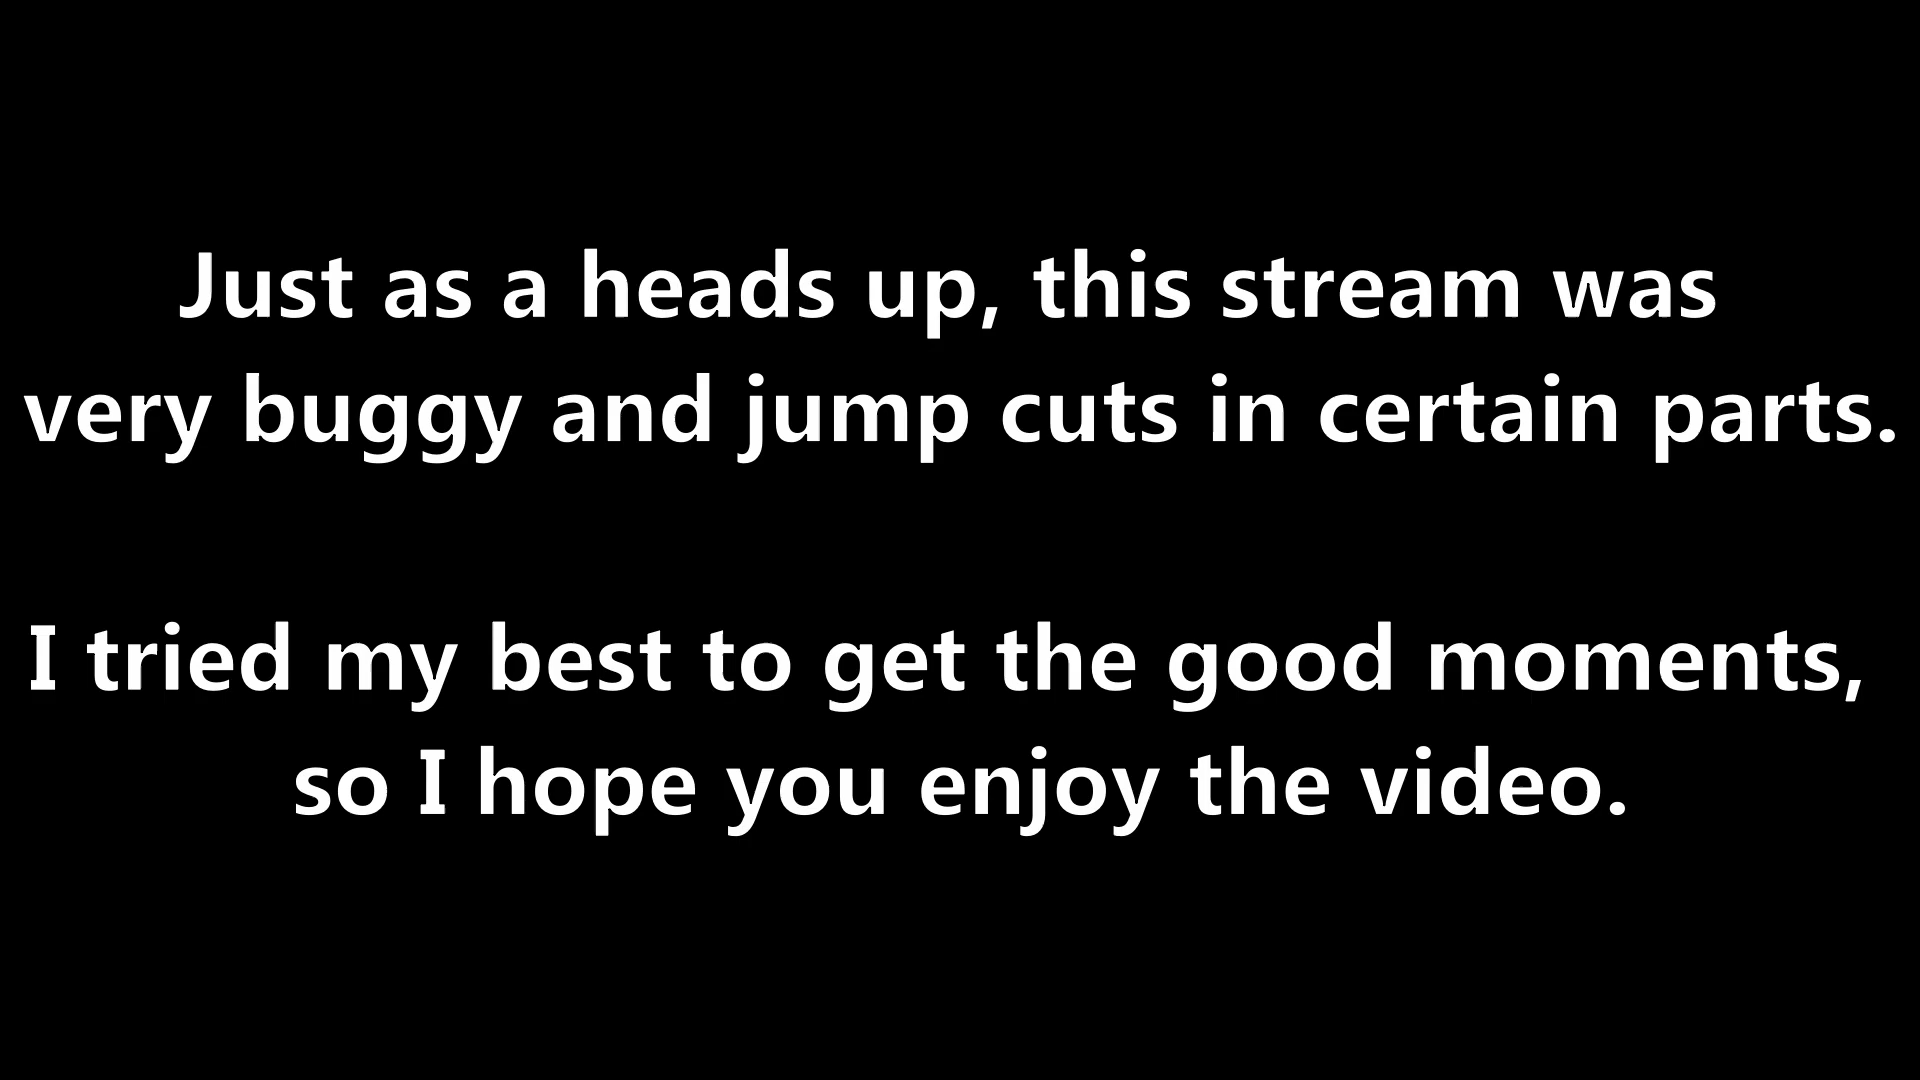 Just as a heads up, this stream was
very buggy and jump cuts in certain parts.
I tried my best to get the good moments,
so I hope you enjoy the video.